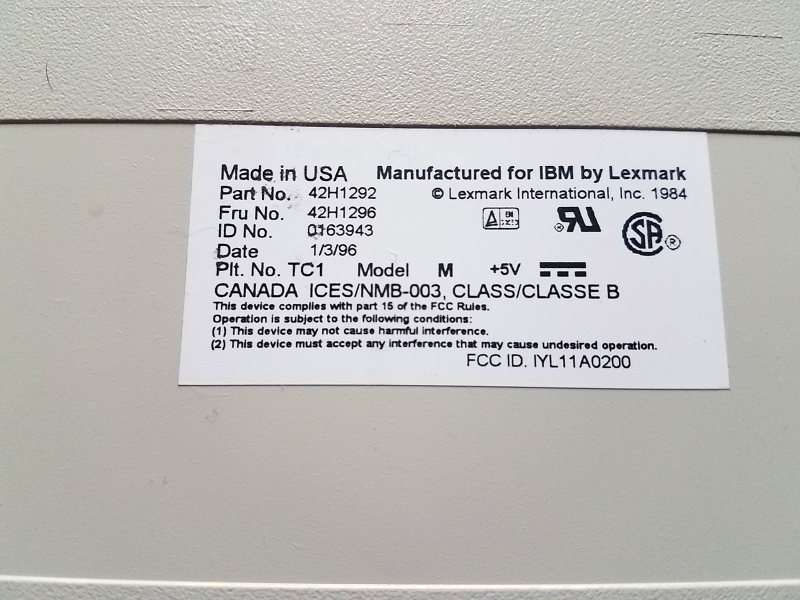 Made in USA Manufactured for IBM by Lexmark
Part No. 42H1292 © Lexmark International, Inc. 1984
Fru No. 42H1296
ID No. 0163943
Date 1/3/96
Plt. No. TC1 Model M +5V
CANADA ICES/NMB-003, CLASS/CLASSE B
This device complies with part 15 of the FCC Rules.
Operation is subject to the following conditions:
(1) This device may not cause harmful interference.
(2) This device must accept any interference that may cause undesired operation.
FCC ID. IYL11A0200